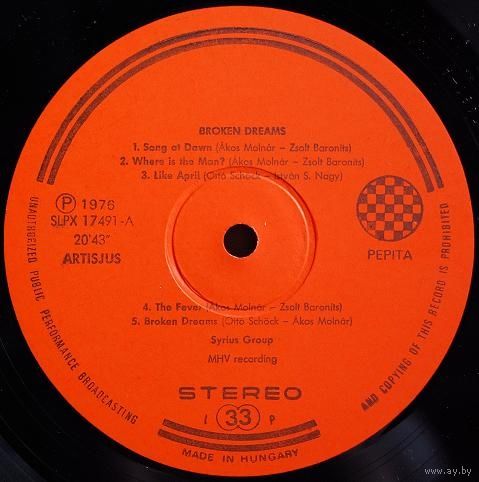 BROKEN DREAMS
1. Song at Dawn (Ákos Molnár – Zsolt Baronits)
2. Where is the Man? (Ákos Molnár – Zsolt Baronits)
3. Like April (Ottó Schöck – István S. Nagy)
P 1976
SLPX 17491-A
20'43"
ARTISJUS
PEPITA
4. The Fever (Ákos Molnár – Zsolt Baronits)
5. Broken Dreams (Ottó Schöck – Ákos Molnár)
Syrius Group
MHV recording
STEREO
L 33 P
MADE IN HUNGARY
UNAUTHORIZED PUBLIC PERFORMANCE BROADCASTING
AND COPYING OF THIS RECORD IS PROHIBITED
www.ay.by